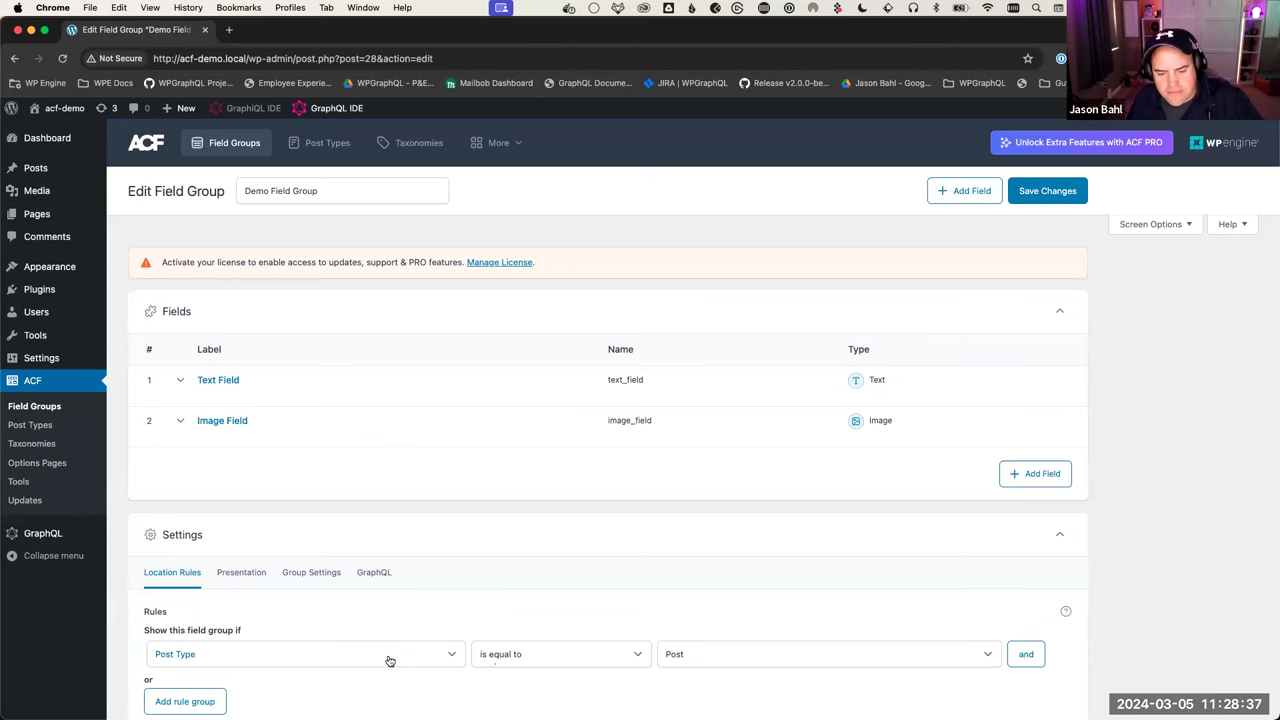 Chrome File Edit View History Bookmarks Profiles Tab Window Help
Edit Field Group "Demo Field
Not Secure http://acf-demo.local/wp-admin/post.php?post=28&action=edit
WP Engine WPE Docs WPGraphQL Proje... Employee Experience... WPGraphQL - P&E... Mailbob Dashboard GraphQL Docume... JIRA | WPGraphQL Release v2.0.0-be... Jason Bahl - Goog... WPGraphQL
acf-demo 3 0 New GraphiQL IDE GraphQL IDE
Jason Bahl
Dashboard
Posts
Media
Pages
Comments
Appearance
Plugins
Users
Tools
Settings
ACF
Field Groups
Post Types
Taxonomies
Options Pages
Tools
Updates
GraphQL
Collapse menu
ACF Field Groups Post Types Taxonomies More Unlock Extra Features with ACF PRO WPengine
Edit Field Group Demo Field Group + Add Field Save Changes
Screen Options Help
Activate your license to enable access to updates, support & PRO features. Manage License.
Fields
# Label Name Type
1 Text Field text_field Text
2 Image Field image_field Image
+ Add Field
Settings
Location Rules Presentation Group Settings GraphQL
Rules
Show this field group if
Post Type is equal to Post and
or
Add rule group
2024-03-05 11:28:37